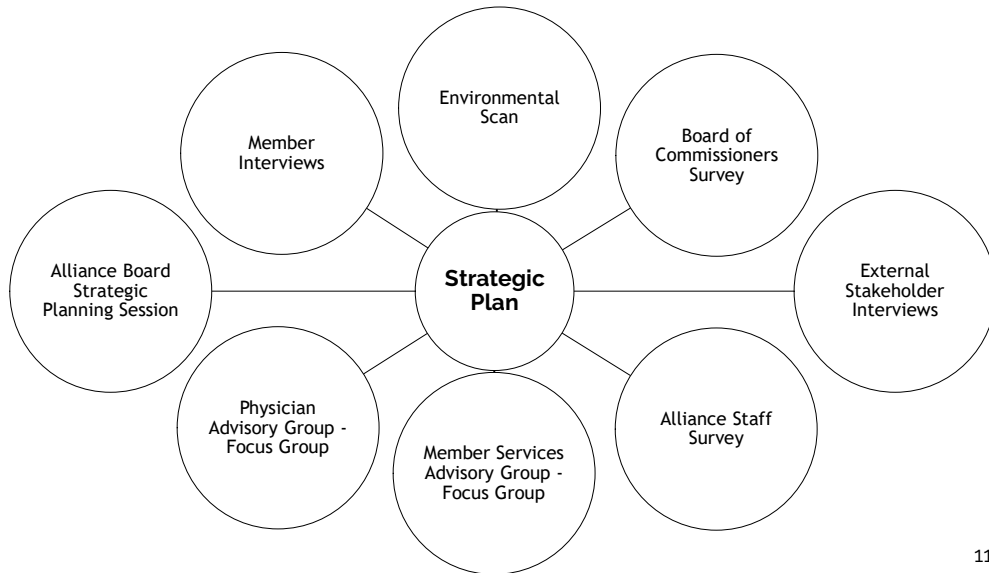 Environmental
Scan
Member
Interviews
Board of
Commissioners
Survey
Alliance Board
Strategic
Planning Session
Strategic
Plan
External
Stakeholder
Interviews
Physician
Advisory Group -
Focus Group
Member Services
Advisory Group -
Focus Group
Alliance Staff
Survey
11